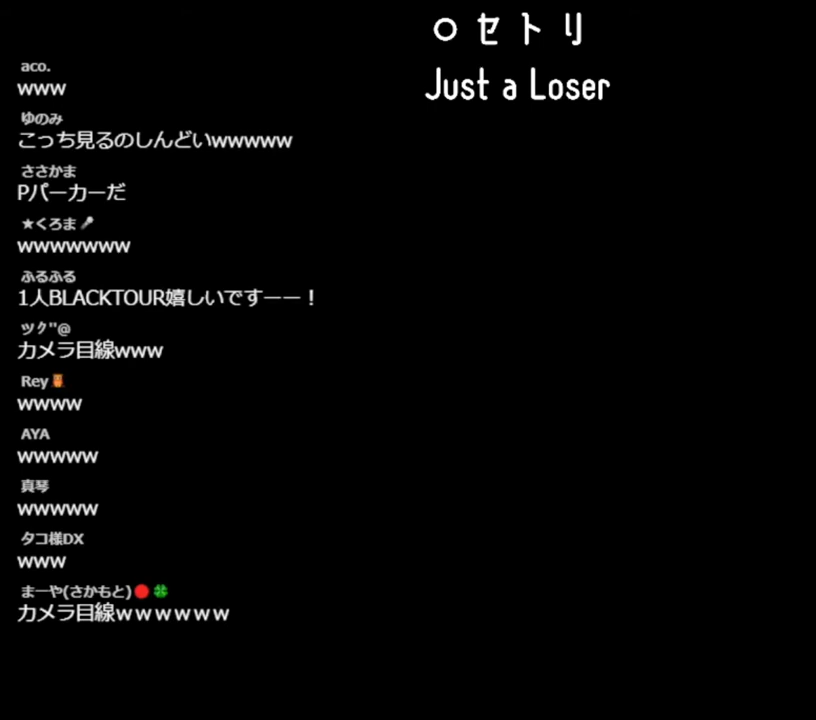 ○セトリ
Just a Loser
aco.
www
ゆのみ
こっち見るのしんどいwwwww
ささかま
Pパーカーだ
★くろま🎤
wwwwwww
ふるふる
1人BLACKTOUR嬉しいですーー！
ツク"@
カメラ目線www
Rey
wwww
AYA
wwwww
真琴
wwwww
タコ様DX
www
まーや(さかもと)🔴🍀
カメラ目線ｗｗｗｗｗｗ